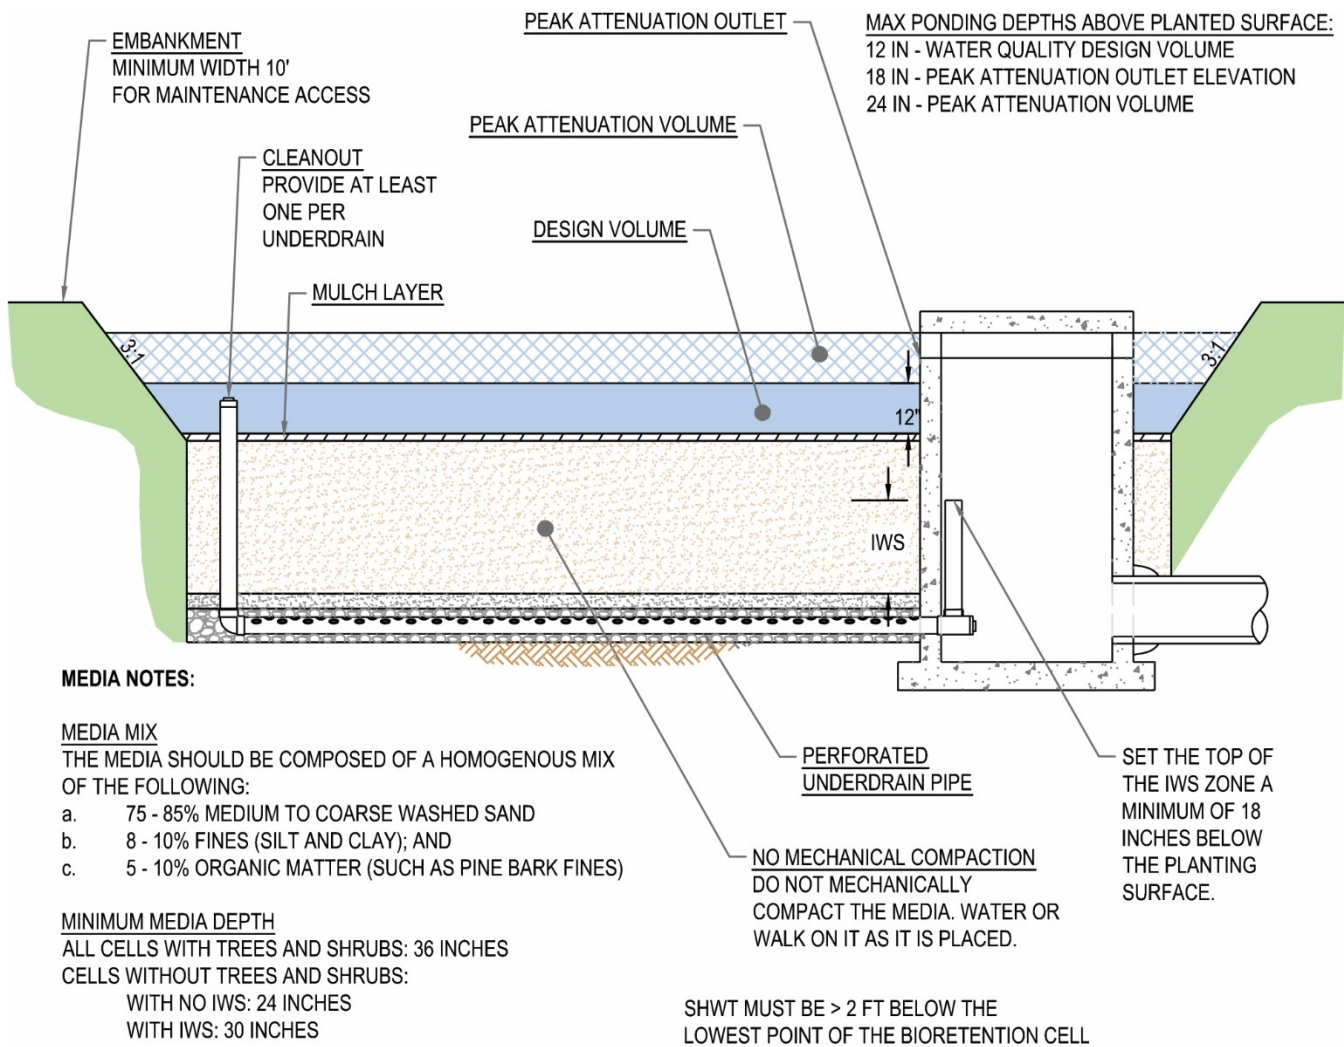 EMBANKMENT
MINIMUM WIDTH 10'
FOR MAINTENANCE ACCESS
PEAK ATTENUATION OUTLET
MAX PONDING DEPTHS ABOVE PLANTED SURFACE:
12 IN - WATER QUALITY DESIGN VOLUME
18 IN - PEAK ATTENUATION OUTLET ELEVATION
24 IN - PEAK ATTENUATION VOLUME
PEAK ATTENUATION VOLUME
CLEANOUT
PROVIDE AT LEAST
ONE PER
UNDERDRAIN
DESIGN VOLUME
MULCH LAYER
3:1
3:1
12"
IWS
MEDIA NOTES:
MEDIA MIX
THE MEDIA SHOULD BE COMPOSED OF A HOMOGENOUS MIX
OF THE FOLLOWING:
a. 75 - 85% MEDIUM TO COARSE WASHED SAND
b. 8 - 10% FINES (SILT AND CLAY); AND
c. 5 - 10% ORGANIC MATTER (SUCH AS PINE BARK FINES)
MINIMUM MEDIA DEPTH
ALL CELLS WITH TREES AND SHRUBS: 36 INCHES
CELLS WITHOUT TREES AND SHRUBS:
WITH NO IWS: 24 INCHES
WITH IWS: 30 INCHES
PERFORATED
UNDERDRAIN PIPE
NO MECHANICAL COMPACTION
DO NOT MECHANICALLY
COMPACT THE MEDIA. WATER OR
WALK ON IT AS IT IS PLACED.
SET THE TOP OF
THE IWS ZONE A
MINIMUM OF 18
INCHES BELOW
THE PLANTING
SURFACE.
SHWT MUST BE > 2 FT BELOW THE
LOWEST POINT OF THE BIORETENTION CELL